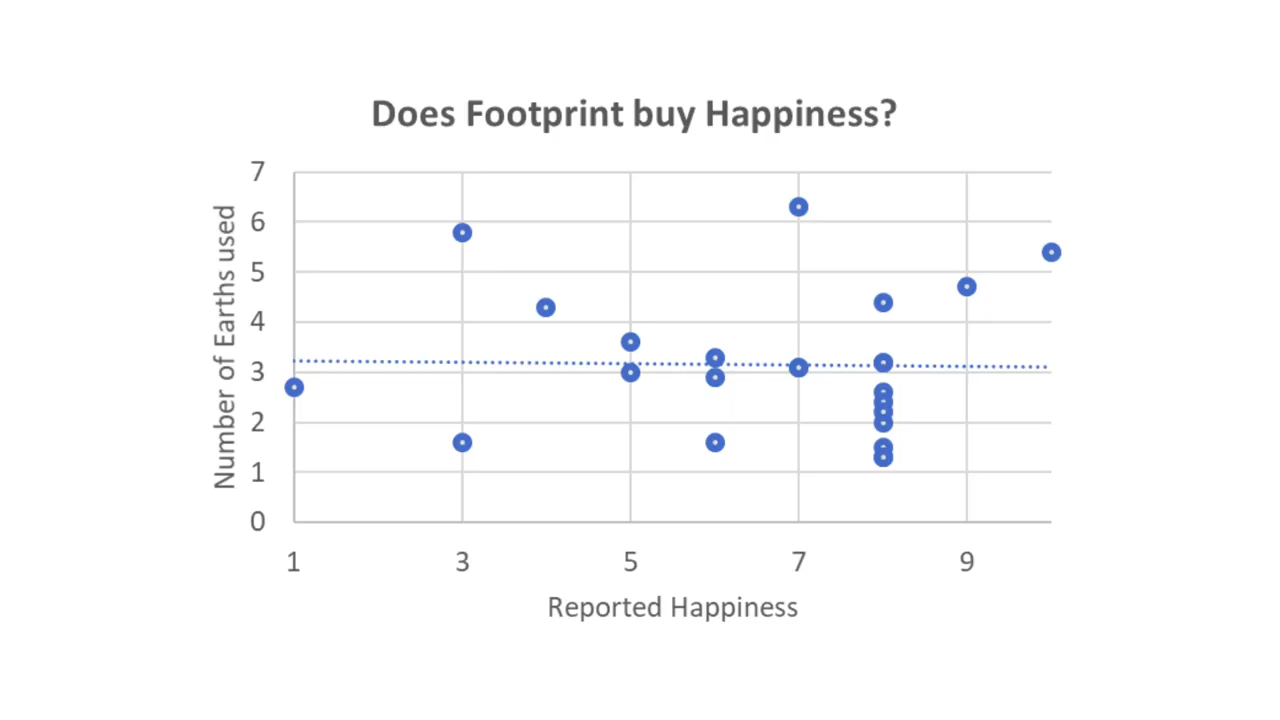 Does Footprint buy Happiness?
Number of Earths used
7
6
5
4
3
2
1
0
1 3 5 7 9
Reported Happiness